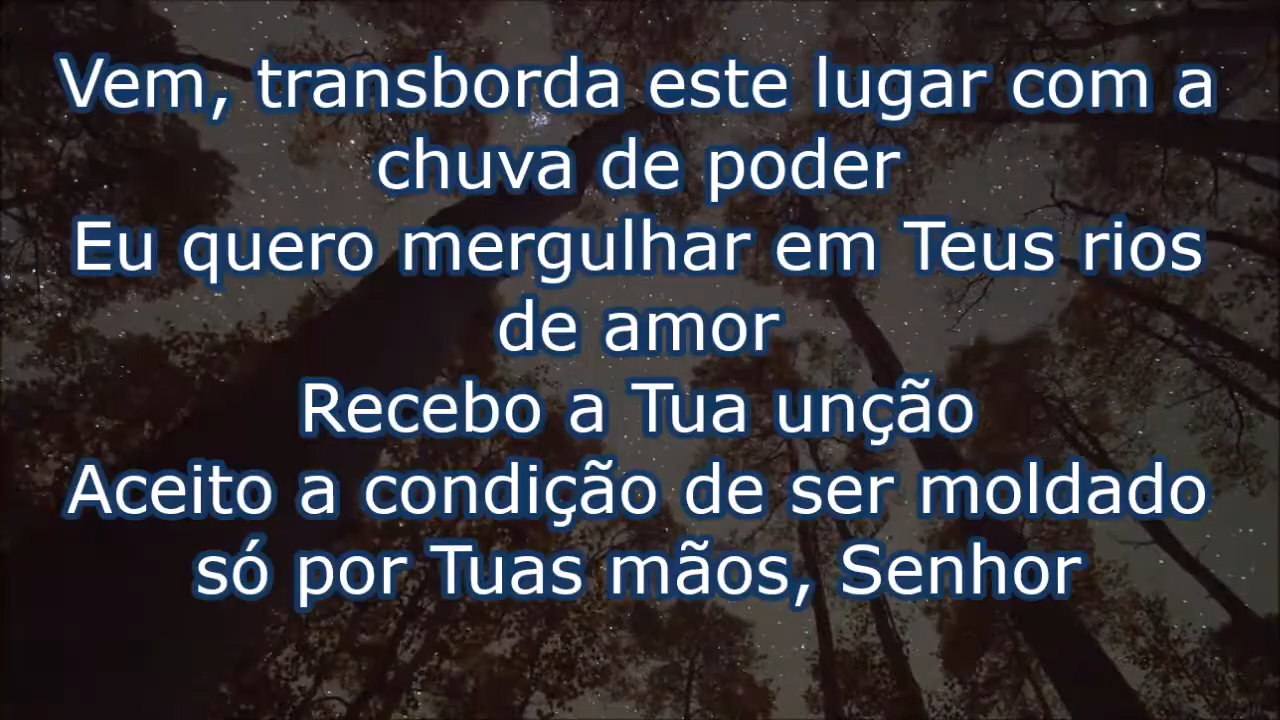 Vem, transborda este lugar com a
chuva de poder
Eu quero mergulhar em Teus rios
de amor
Recebo a Tua unção
Aceito a condição de ser moldado
só por Tuas mãos, Senhor